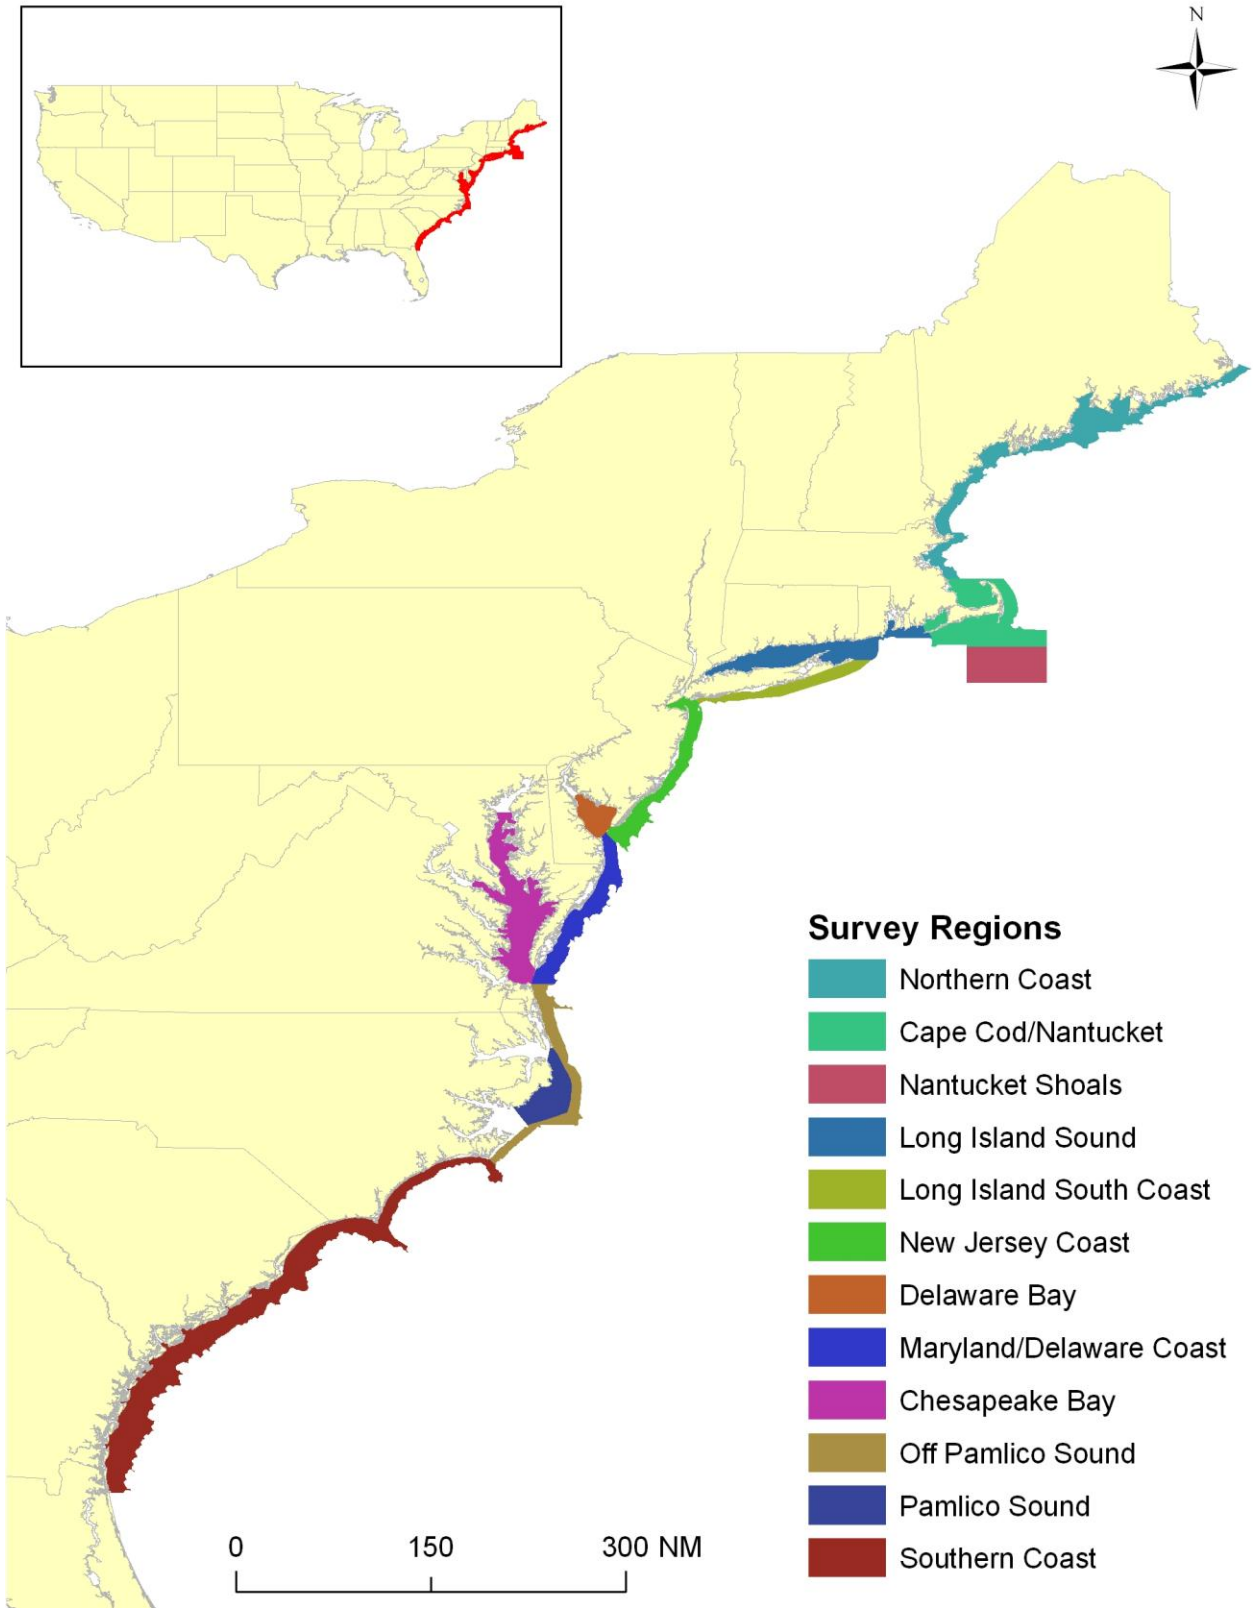 N
Survey Regions
Northern Coast
Cape Cod/Nantucket
Nantucket Shoals
Long Island Sound
Long Island South Coast
New Jersey Coast
Delaware Bay
Maryland/Delaware Coast
Chesapeake Bay
Off Pamlico Sound
Pamlico Sound
Southern Coast
0 150 300 NM